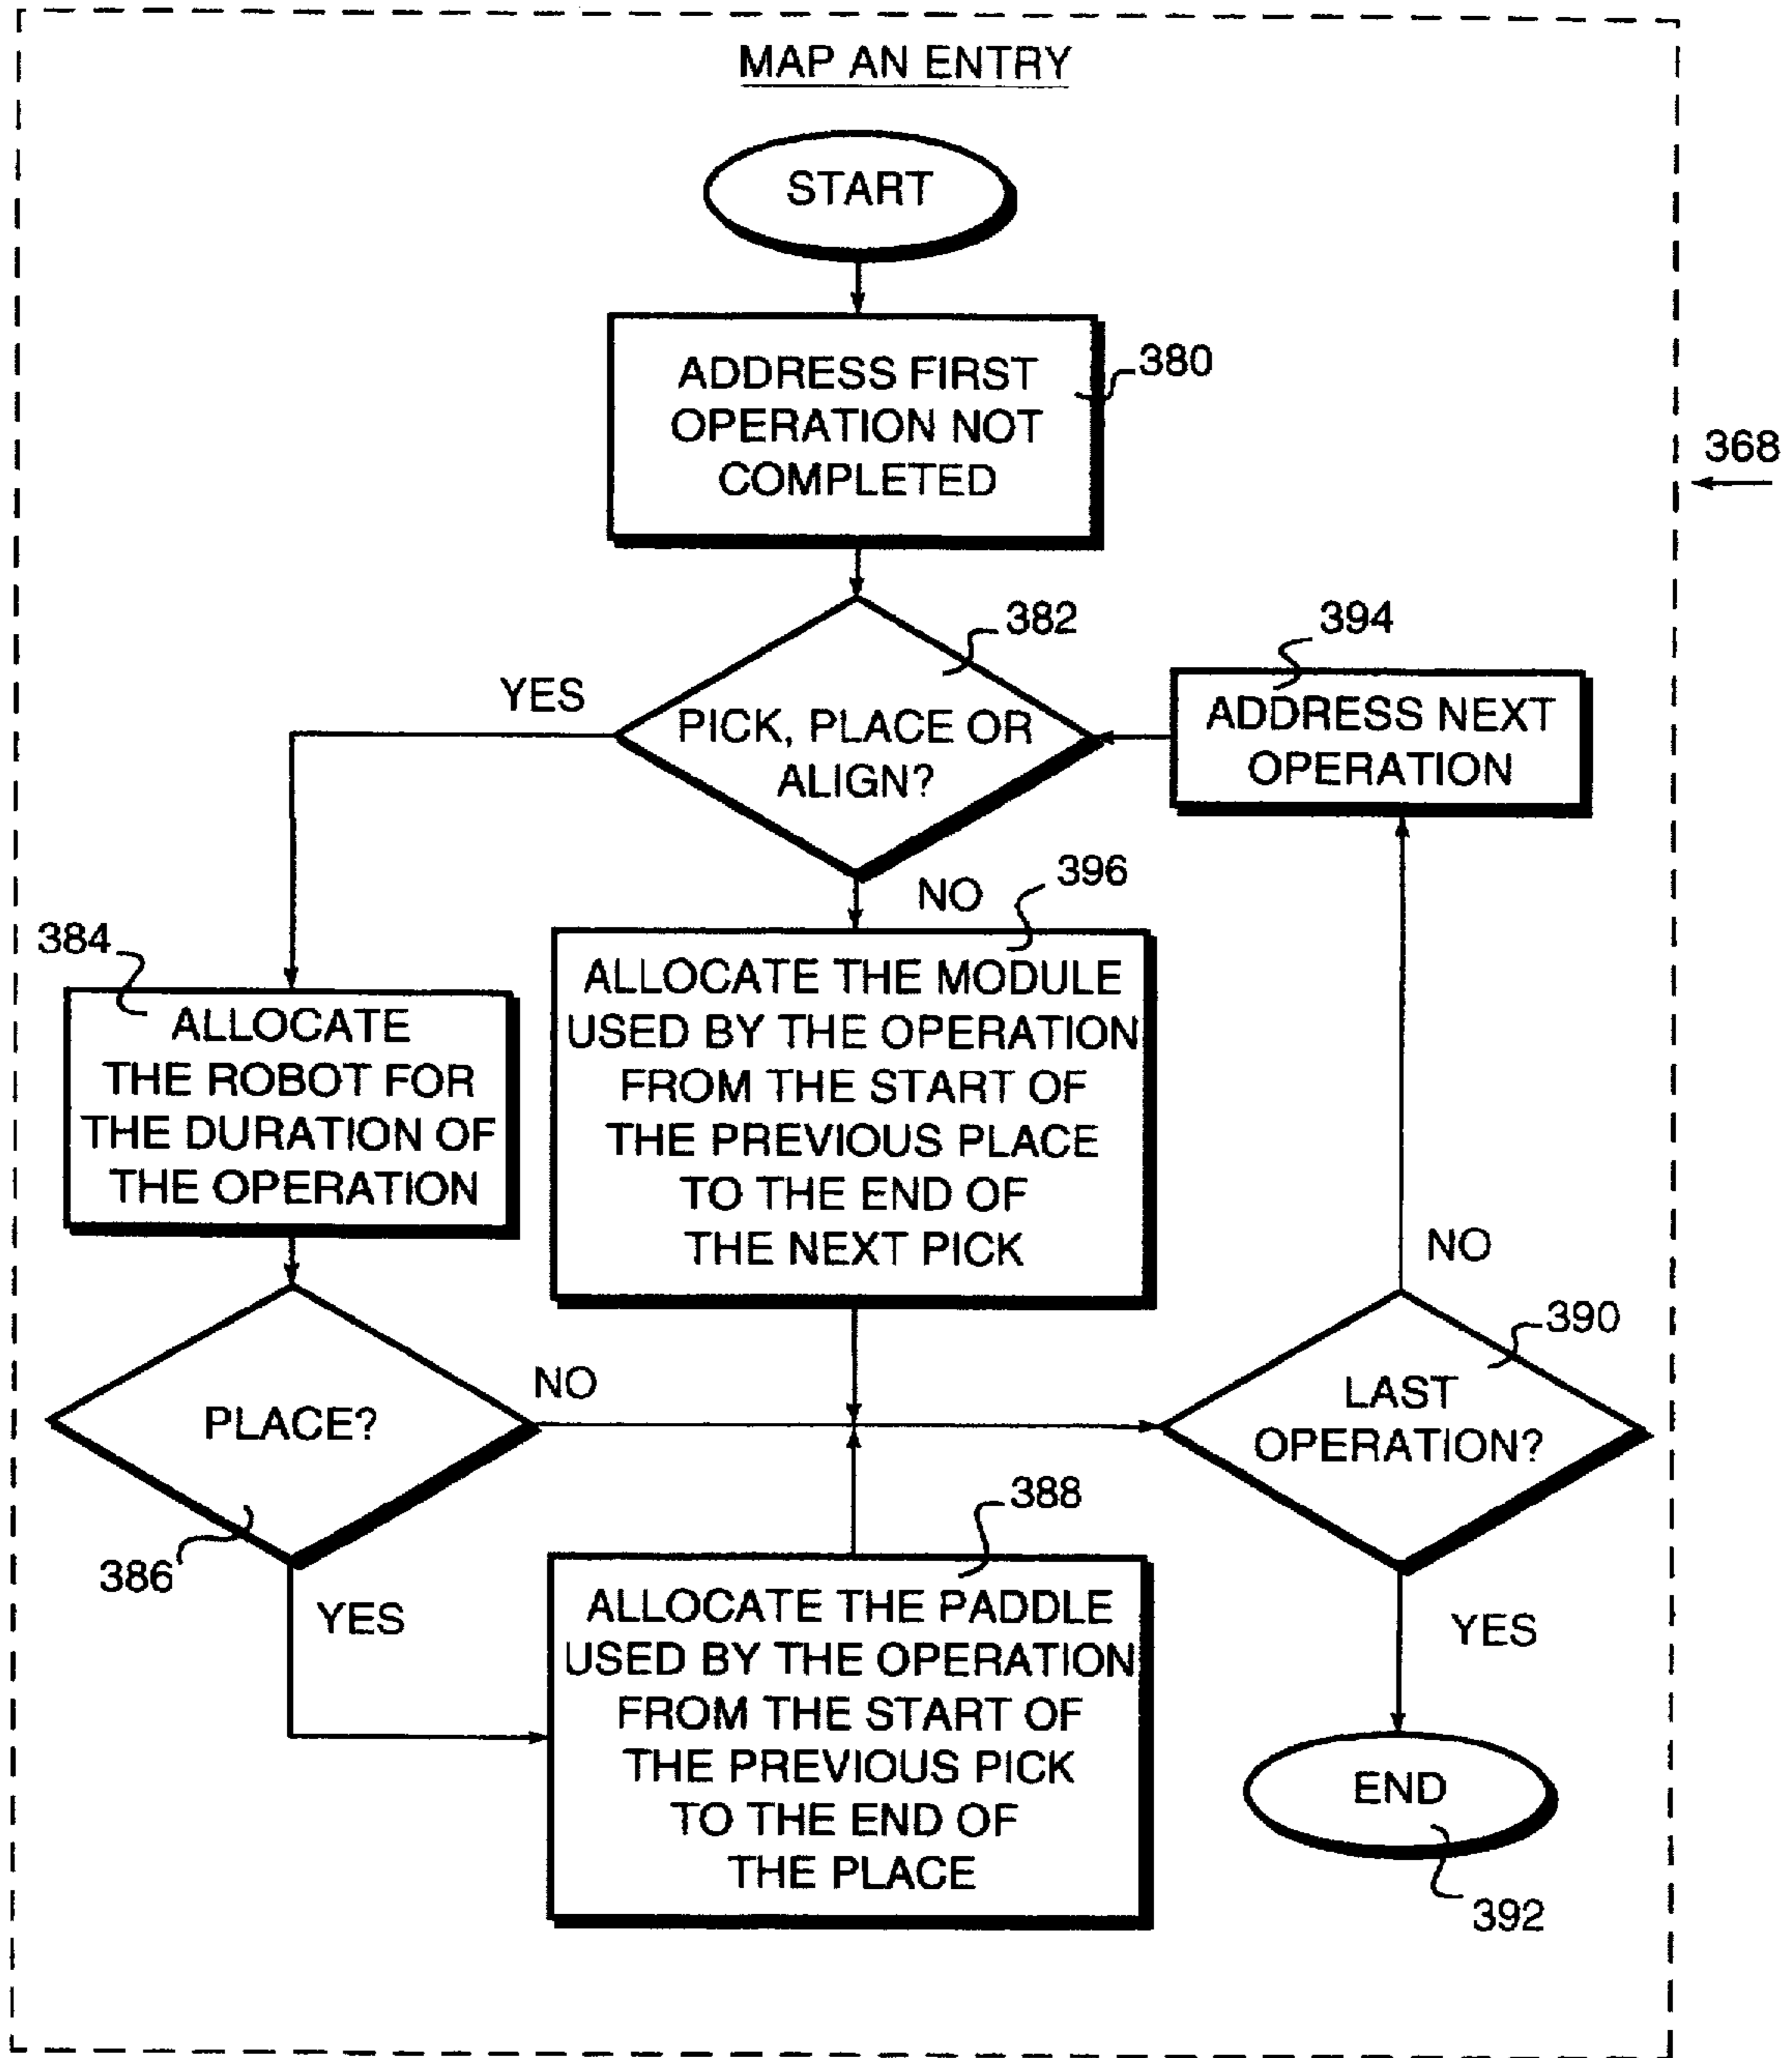 MAP AN ENTRY
START
ADDRESS FIRST
OPERATION NOT
COMPLETED
380
368
382
394
YES
PICK, PLACE OR
ALIGN?
ADDRESS NEXT
OPERATION
NO
396
384
ALLOCATE
THE ROBOT FOR
THE DURATION OF
THE OPERATION
ALLOCATE THE MODULE
USED BY THE OPERATION
FROM THE START OF
THE PREVIOUS PLACE
TO THE END OF
THE NEXT PICK
NO
390
PLACE?
NO
LAST
OPERATION?
386
YES
388
ALLOCATE THE PADDLE
USED BY THE OPERATION
FROM THE START OF
THE PREVIOUS PICK
TO THE END OF
THE PLACE
YES
END
392